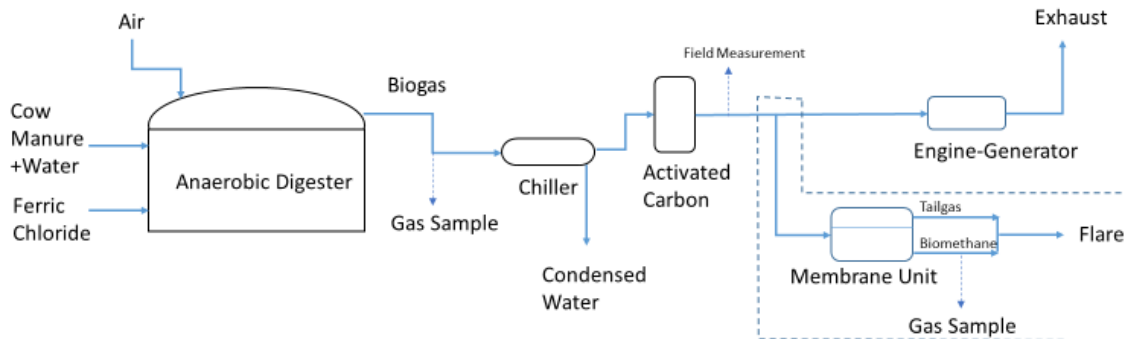 Exhaust
Air
Field Measurement
Biogas
Cow
Manure
+Water
Engine-Generator
Anaerobic Digester
Chiller
Activated
Carbon
Ferric
Chloride
Gas Sample
Tailgas
Biomethane
Flare
Membrane Unit
Condensed
Water
Gas Sample